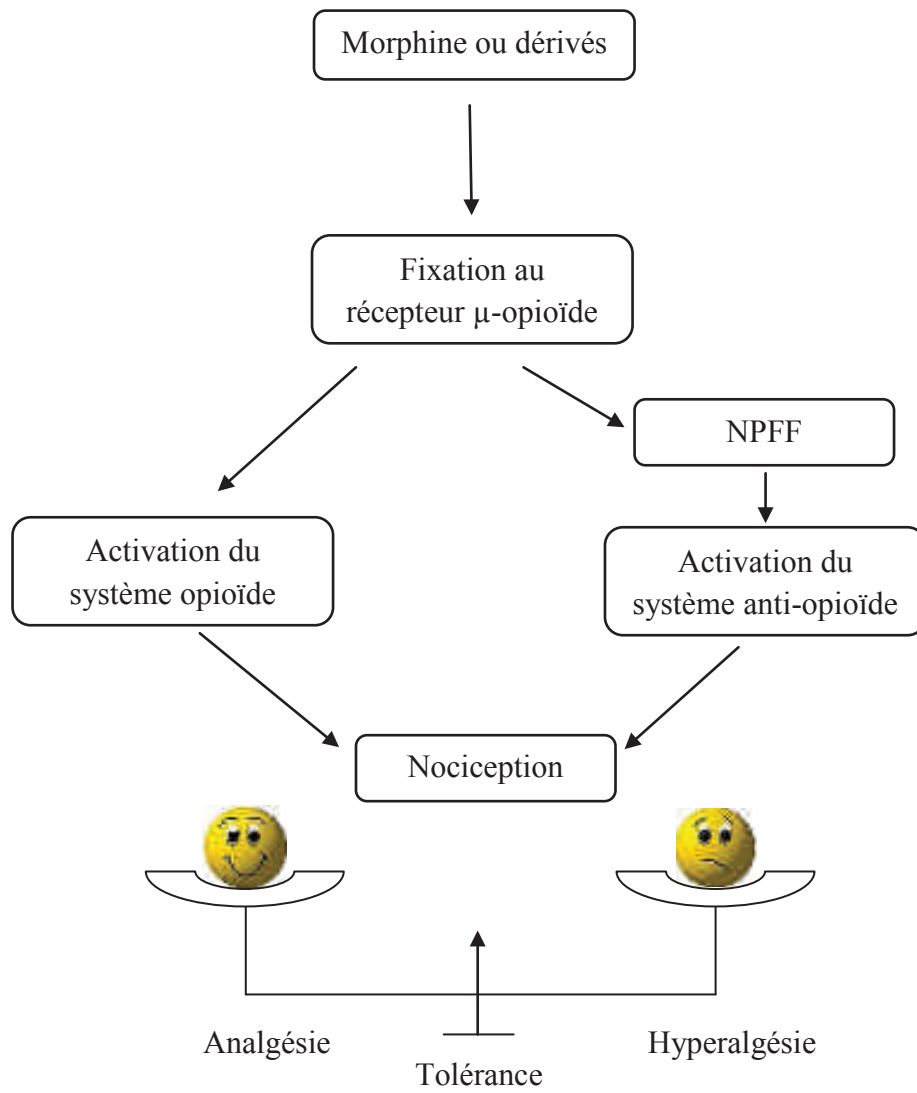 Morphine ou dérivés
Fixation au
récepteur µ-opioïde
NPFF
Activation du
système opioïde
Activation du
système anti-opioïde
Nociception
Analgésie
Hyperalgésie
Tolérance